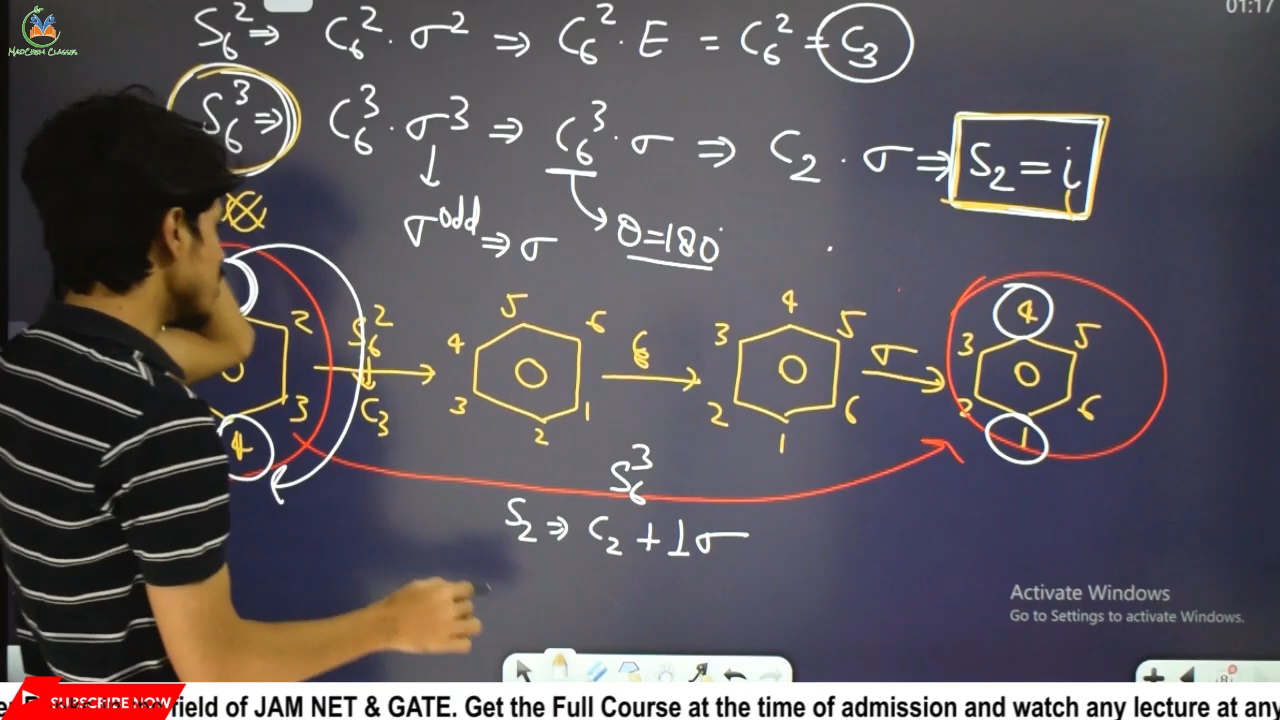 01:17
MADCHEM CLASSES
S₆² ⇒ C₆² · σ² ⇒ C₆² · E = C₆² = C₃
S₆³ ⇒ C₆³ · σ³ ⇒ C₆³ · σ ⇒ C₂ · σ ⇒ S₂ = i
σ^odd ⇒ σ
θ=180°
2
3
4
S₆²
C₃
5
6
4
3
1
2
4
3
5
2
6
1
σ
4
3
5
2
6
1
S₆³
S₂ ⇒ C₂ + ⊥σ
Activate Windows
Go to Settings to activate Windows.
SUBSCRIBE NOW
field of JAM NET & GATE. Get the Full Course at the time of admission and watch any lecture at any